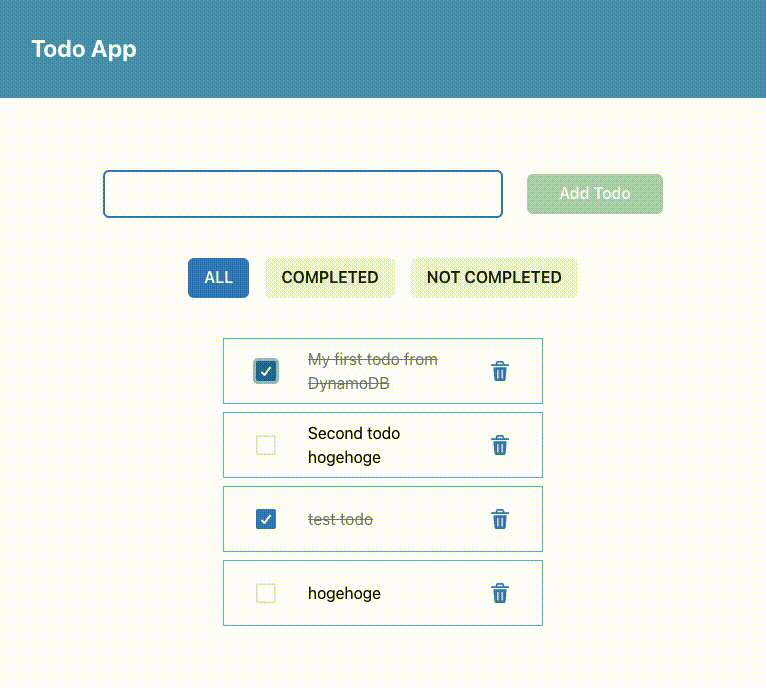 Todo App
Add Todo
ALL
COMPLETED
NOT COMPLETED
My first todo from
DynamoDB
Second todo
hogehoge
test todo
hogehoge